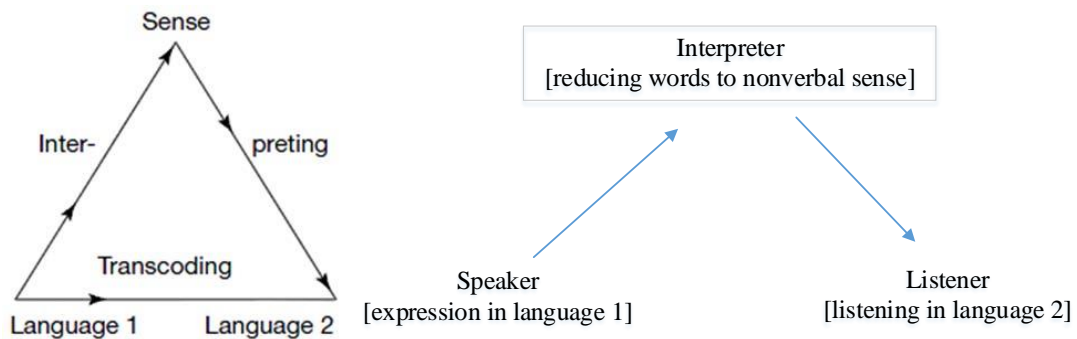 Sense
Inter-
preting
Transcoding
Language 1
Language 2
Interpreter
[reducing words to nonverbal sense]
Speaker
[expression in language 1]
Listener
[listening in language 2]